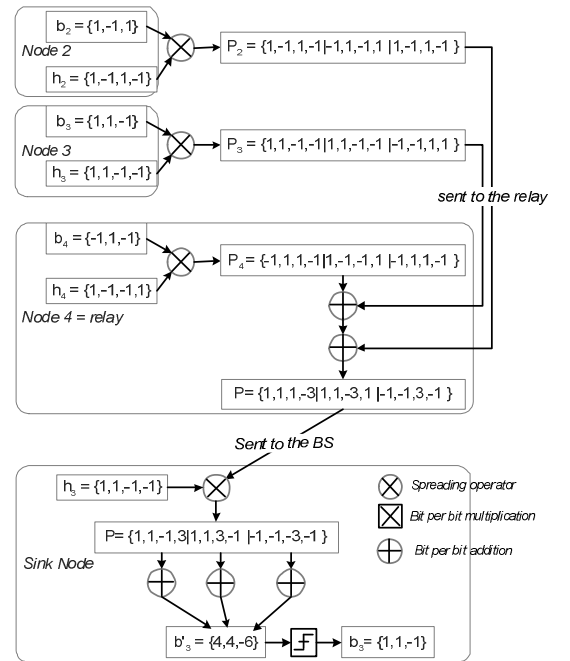 b2 = {1,-1,1}
Node 2
h2 = {1,-1,1,-1}
P2 = {1,-1,1,-1|-1,1,-1,1 |1,-1,1,-1 }
b3 = {1,1,-1}
Node 3
h3 = {1,1,-1,-1}
P3 = {1,1,-1,-1|1,1,-1,-1 |-1,-1,1,1 }
sent to the relay
b4 = {-1,1,-1}
h4 = {1,-1,-1,1}
P4 = {-1,1,1,-1|1,-1,-1,1 |-1,1,1,-1 }
Node 4 = relay
P= {1,1,1,-3|1,1,-3,1 |-1,-1,3,-1 }
Sent to the BS
h3 = {1,1,-1,-1}
Spreading operator
Bit per bit multiplication
P= {1,1,-1,3|1,1,3,-1 |-1,-1,-3,-1 }
Bit per bit addition
Sink Node
b'3 = {4,4,-6}
b3= {1,1,-1}